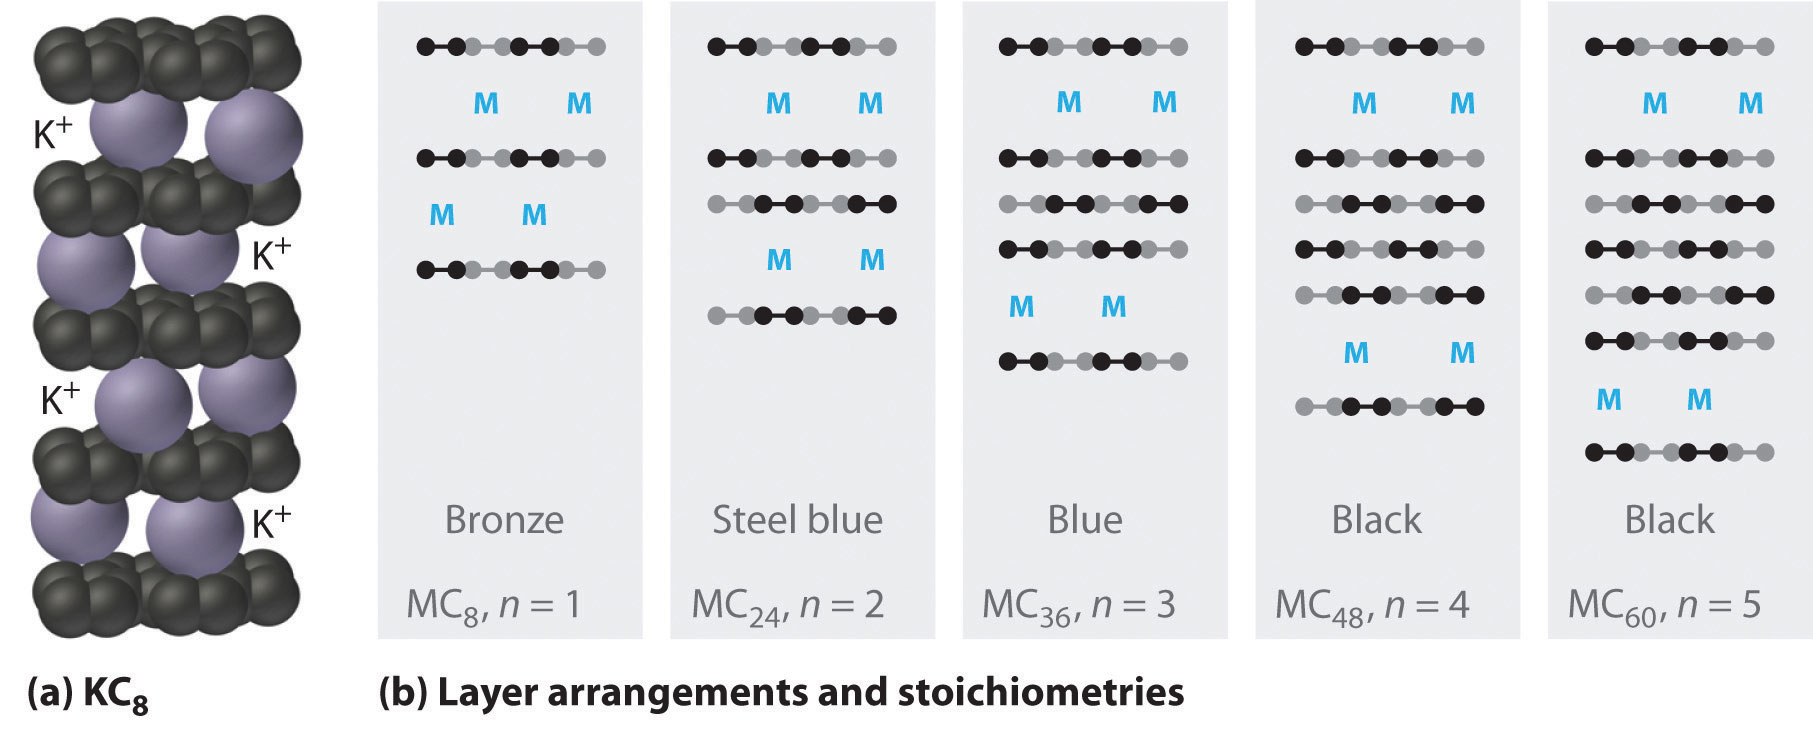 K⁺
K⁺
K⁺
K⁺
(a) KC₈
M M
M M
Bronze
MC₈, n = 1
M M
M M
Steel blue
MC₂₄, n = 2
M M
M M
Blue
MC₃₆, n = 3
M M
M M
Black
MC₄₈, n = 4
M M
M M
Black
MC₆₀, n = 5
(b) Layer arrangements and stoichiometries